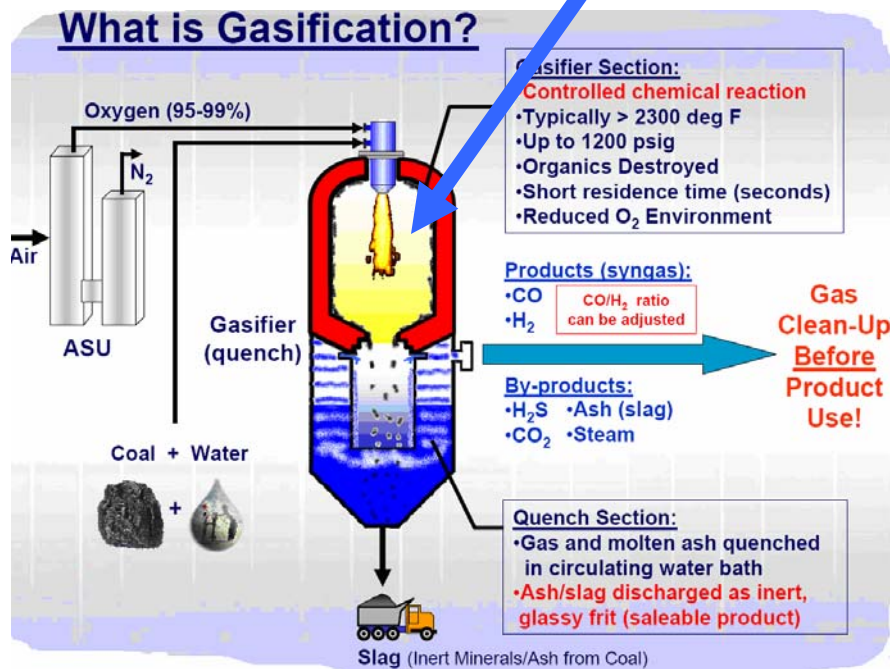 What is Gasification?
Oxygen (95-99%)
N₂
Air
ASU
Gasifier
(quench)
Coal + Water
+
Gasifier Section:
•Controlled chemical reaction
•Typically > 2300 deg F
•Up to 1200 psig
•Organics Destroyed
•Short residence time (seconds)
•Reduced O₂ Environment
Products (syngas):
•CO
•H₂
CO/H₂ ratio
can be adjusted
By-products:
•H₂S •Ash (slag)
•CO₂ •Steam
Gas
Clean-Up
Before
Product
Use!
Quench Section:
•Gas and molten ash quenched
in circulating water bath
•Ash/slag discharged as inert,
glassy frit (saleable product)
Slag (Inert Minerals/Ash from Coal)